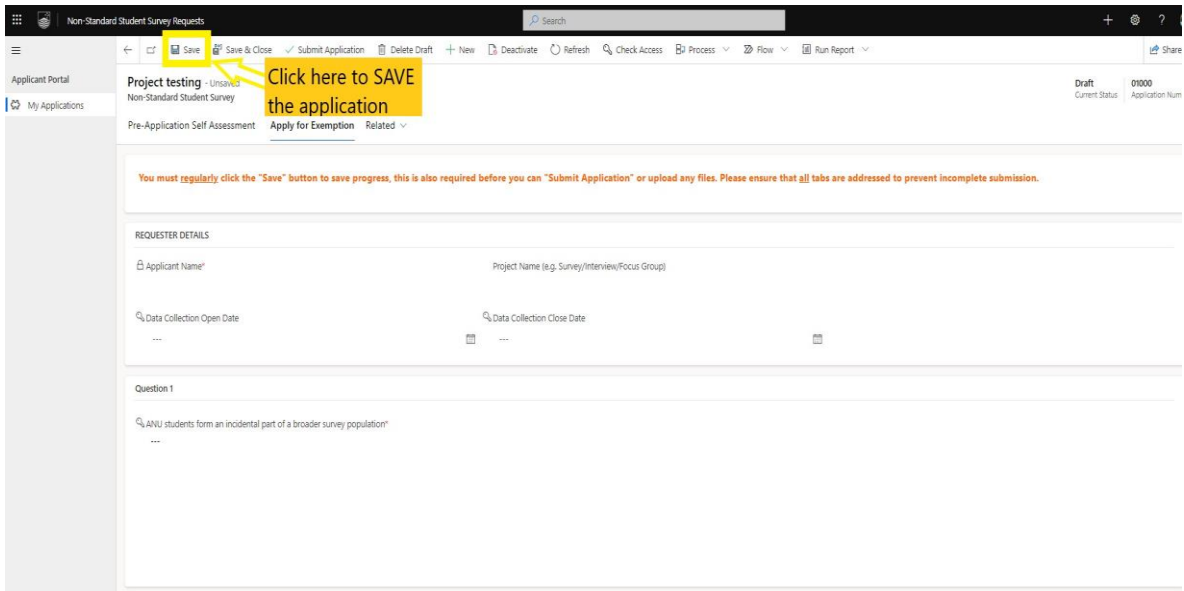 Non-Standard Student Survey Requests
Search
Save Save & Close Submit Application Delete Draft New Deactivate Refresh Check Access Process Flow Run Report Share
Click here to SAVE
the application
Applicant Portal
My Applications
Project testing - Unsaved
Non-Standard Student Survey
Draft
Current Status
01000
Application Num
Pre-Application Self Assessment Apply for Exemption Related
You must regularly click the "Save" button to save progress, this is also required before you can "Submit Application" or upload any files. Please ensure that all tabs are addressed to prevent incomplete submission.
REQUESTER DETAILS
Applicant Name* Project Name (e.g. Survey/Interview/Focus Group)
Data Collection Open Date Data Collection Close Date
--- ---
Question 1
ANU students form an incidental part of a broader survey population*
---